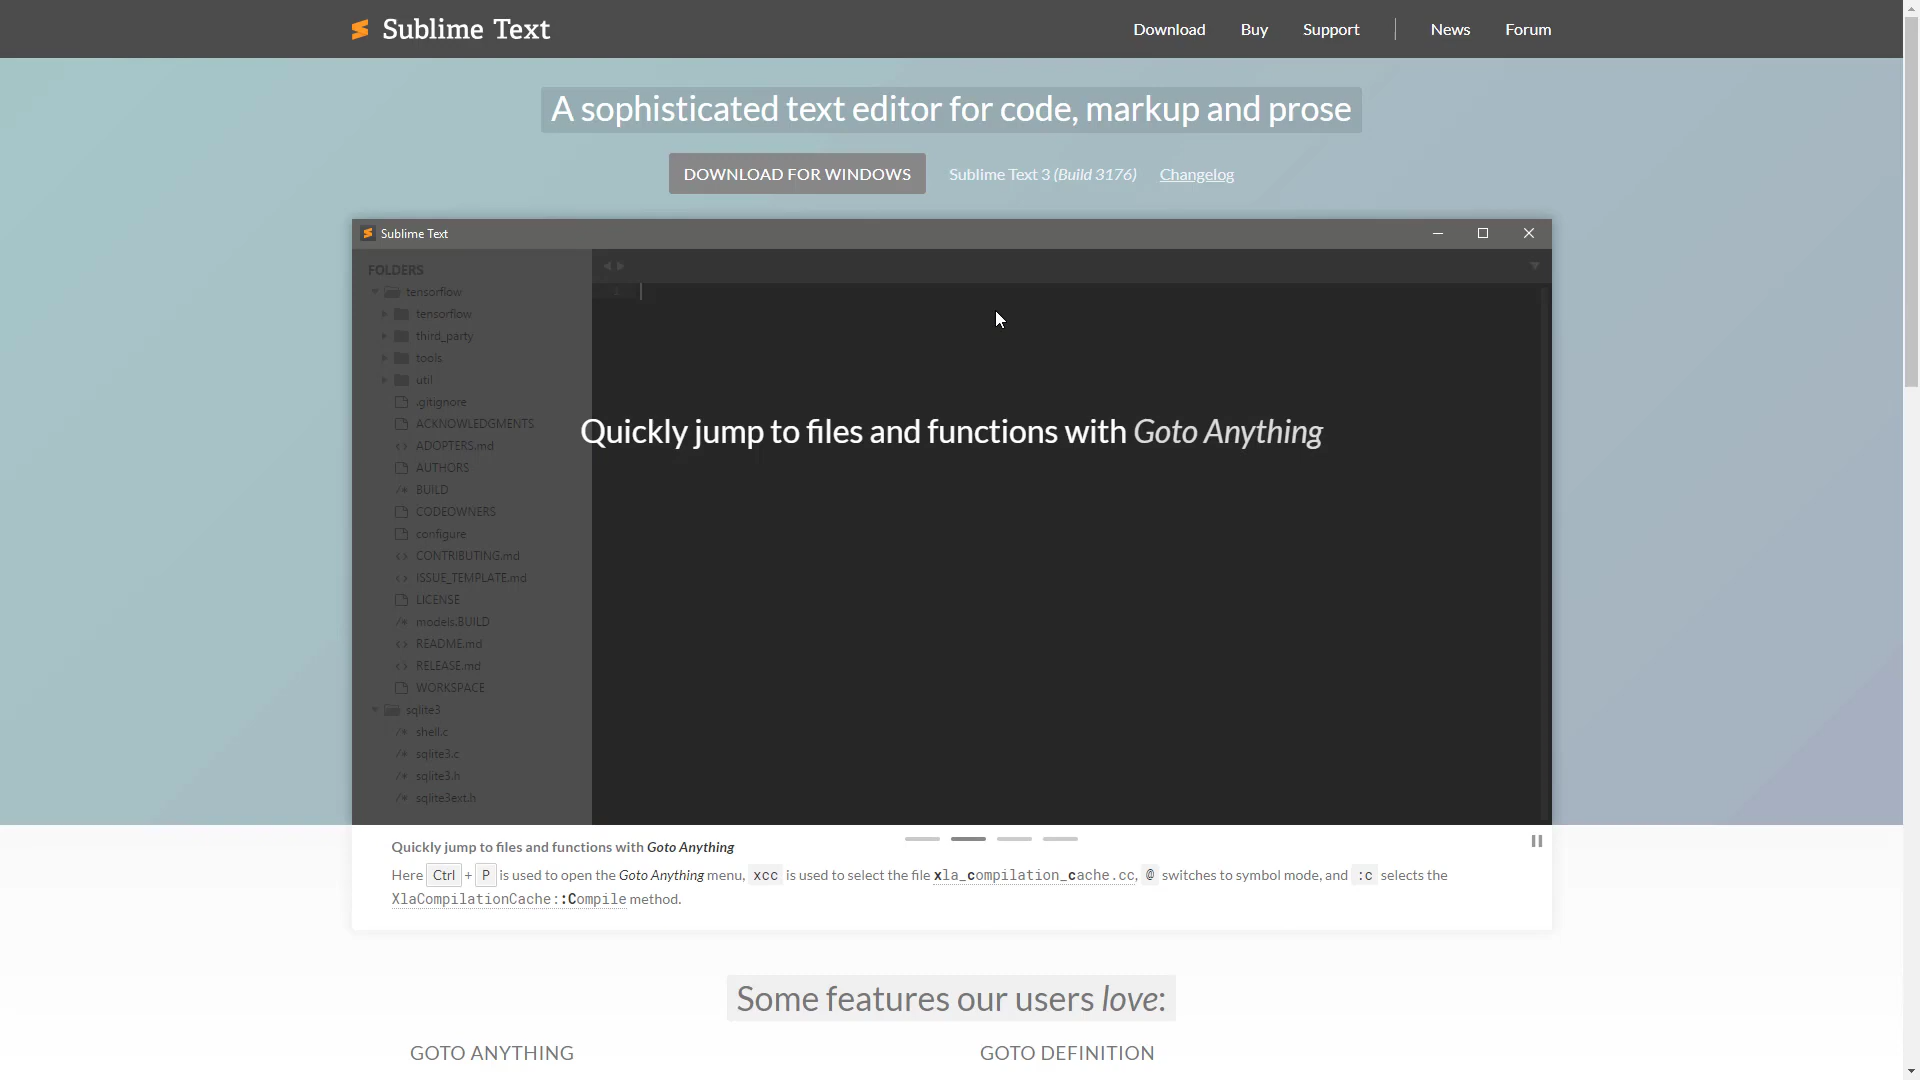 Sublime Text
Download Buy Support News Forum
A sophisticated text editor for code, markup and prose
DOWNLOAD FOR WINDOWS Sublime Text 3 (Build 3176) Changelog
Sublime Text
FOLDERS
tensorflow
tensorflow
third_party
tools
util
.gitignore
ACKNOWLEDGMENTS
ADOPTERS.md
AUTHORS
BUILD
CODEOWNERS
configure
CONTRIBUTING.md
ISSUE_TEMPLATE.md
LICENSE
models.BUILD
README.md
RELEASE.md
WORKSPACE
sqlite3
shell.c
sqlite3.c
sqlite3.h
sqlite3ext.h
Quickly jump to files and functions with Goto Anything
Quickly jump to files and functions with Goto Anything
Here Ctrl + P is used to open the Goto Anything menu, xcc is used to select the file xla_compilation_cache.cc, @ switches to symbol mode, and :c selects the
XlaCompilationCache::Compile method.
Some features our users love:
GOTO ANYTHING GOTO DEFINITION